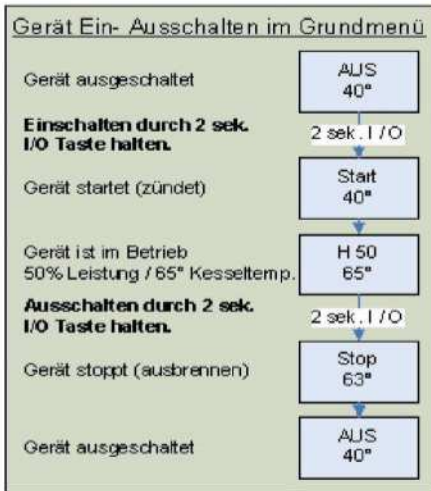 Gerät Ein- Ausschalten im Grundmenü
Gerät ausgeschaltet
AUS
40°
Einschalten durch 2 sek.
I/O Taste halten.
2 sek. I / O
Gerät startet (zündet)
Start
40°
Gerät ist im Betrieb
50% Leistung / 65° Kesseltemp.
H 50
65°
Ausschalten durch 2 sek.
I/O Taste halten.
2 sek. I / O
Gerät stoppt (ausbrennen)
Stop
63°
Gerät ausgeschaltet
AUS
40°